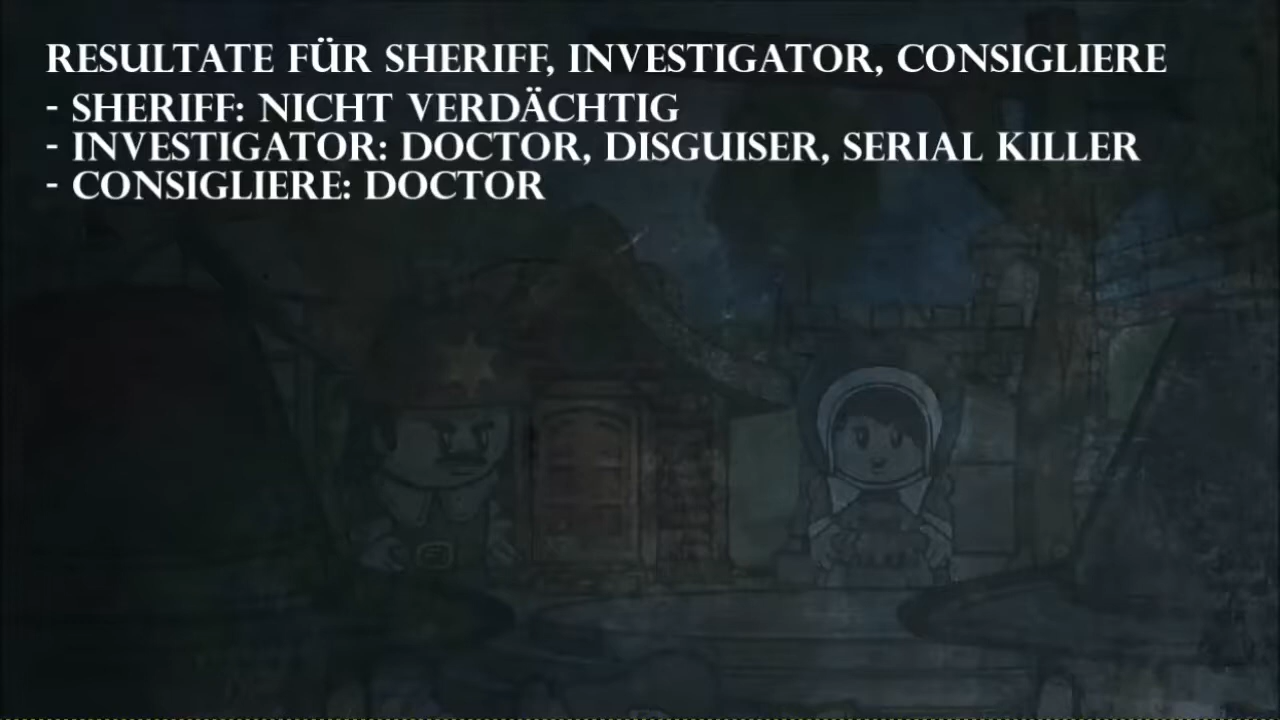 RESULTATE FÜR SHERIFF, INVESTIGATOR, CONSIGLIERE
- SHERIFF: NICHT VERDÄCHTIG
- INVESTIGATOR: DOCTOR, DISGUISER, SERIAL KILLER
- CONSIGLIERE: DOCTOR